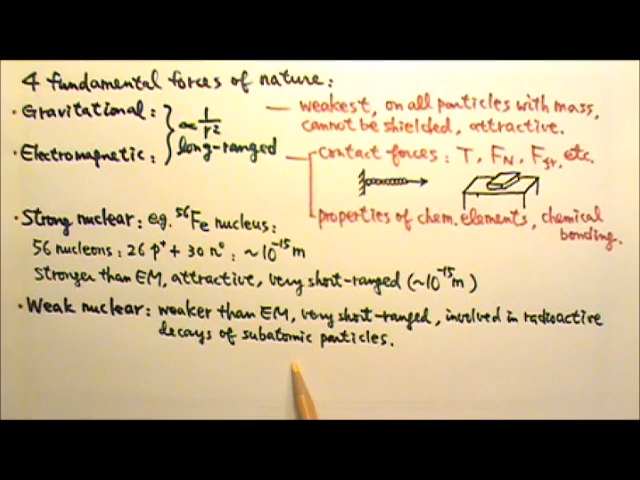 4 fundamental forces of nature:
• Gravitational: } ∝ 1/r² — weakest, on all particles with mass,
cannot be shielded, attractive.
• Electromagnetic: long-ranged — contact forces: T, F_N, F_fr, etc.
• Strong nuclear: e.g. ⁵⁶Fe nucleus: properties of chem. elements, chemical
bonding.
56 nucleons: 26 p⁺ + 30 n⁰: ~10⁻¹⁵ m
Stronger than EM, attractive, very short-ranged (~10⁻¹⁵ m)
• Weak nuclear: weaker than EM, very short-ranged, involved in radioactive
decays of subatomic particles.